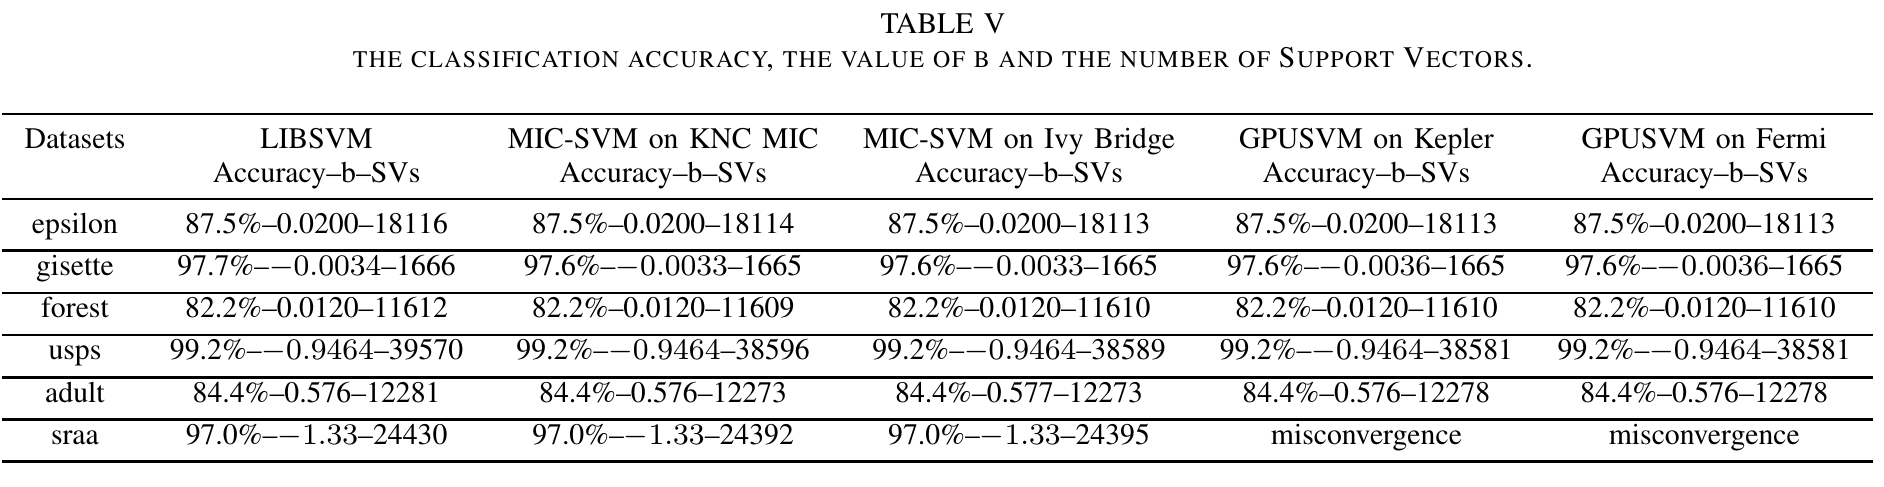 TABLE V
THE CLASSIFICATION ACCURACY, THE VALUE OF B AND THE NUMBER OF SUPPORT VECTORS.
Datasets LIBSVM MIC-SVM on KNC MIC MIC-SVM on Ivy Bridge GPUSVM on Kepler GPUSVM on Fermi
Accuracy–b–SVs Accuracy–b–SVs Accuracy–b–SVs Accuracy–b–SVs Accuracy–b–SVs
epsilon 87.5%–0.0200–18116 87.5%–0.0200–18114 87.5%–0.0200–18113 87.5%–0.0200–18113 87.5%–0.0200–18113
gisette 97.7%–−0.0034–1666 97.6%–−0.0033–1665 97.6%–−0.0033–1665 97.6%–−0.0036–1665 97.6%–−0.0036–1665
forest 82.2%–0.0120–11612 82.2%–0.0120–11609 82.2%–0.0120–11610 82.2%–0.0120–11610 82.2%–0.0120–11610
usps 99.2%–−0.9464–39570 99.2%–−0.9464–38596 99.2%–−0.9464–38589 99.2%–−0.9464–38581 99.2%–−0.9464–38581
adult 84.4%–0.576–12281 84.4%–0.576–12273 84.4%–0.577–12273 84.4%–0.576–12278 84.4%–0.576–12278
sraa 97.0%–−1.33–24430 97.0%–−1.33–24392 97.0%–−1.33–24395 misconvergence misconvergence